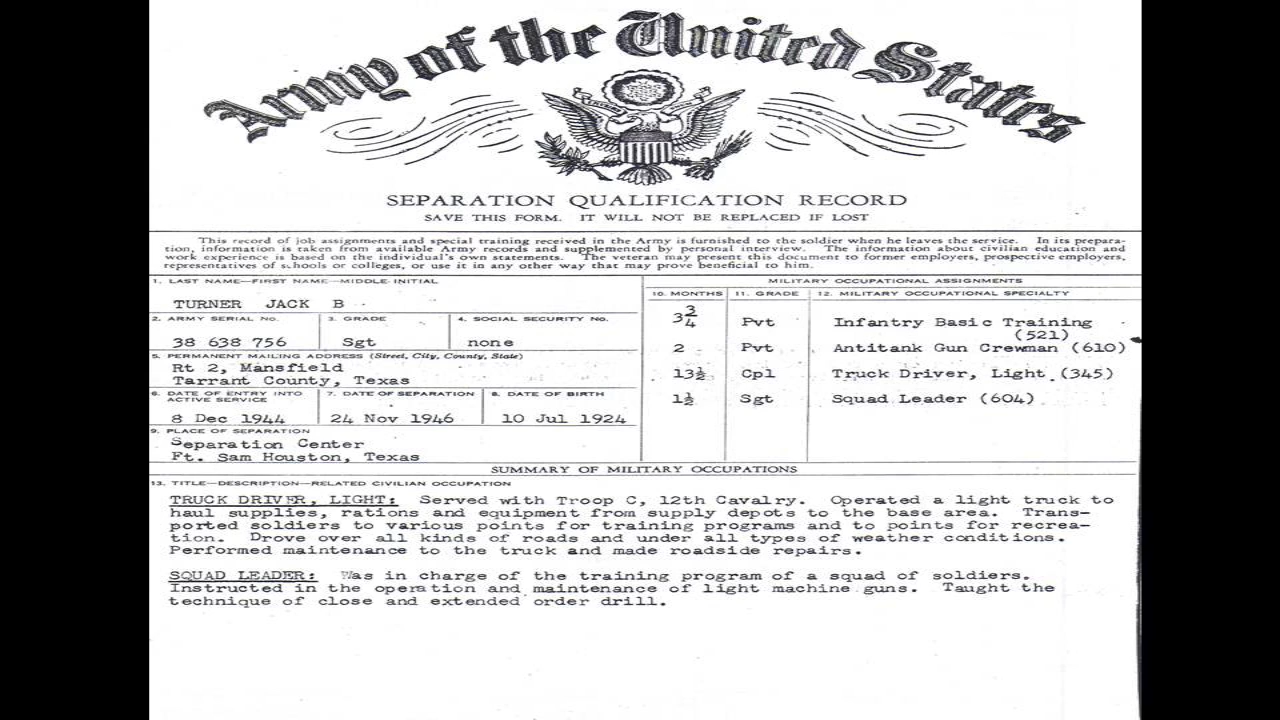 Army of the United States
SEPARATION QUALIFICATION RECORD
SAVE THIS FORM. IT WILL NOT BE REPLACED IF LOST
This record of job assignments and special training received in the Army is furnished to the soldier when he leaves the service. In its prepara-
tion, information is taken from available Army records and supplemented by personal interview. The information about civilian education and
work experience is based on the individual's own statements. The veteran may present this document to former employers, prospective employers,
representatives of schools or colleges, or use it in any other way that may prove beneficial to him.
1. LAST NAME—FIRST NAME—MIDDLE INITIAL
TURNER JACK B
2. ARMY SERIAL No. 3. GRADE 4. SOCIAL SECURITY No.
38 638 756 Sgt none
5. PERMANENT MAILING ADDRESS (Street, City, County, State)
Rt 2, Mansfield
Tarrant County, Texas
6. DATE OF ENTRY INTO ACTIVE SERVICE 7. DATE OF SEPARATION 8. DATE OF BIRTH
8 Dec 1944 24 Nov 1946 10 Jul 1924
9. PLACE OF SEPARATION
Separation Center
Ft. Sam Houston, Texas
MILITARY OCCUPATIONAL ASSIGNMENTS
10. MONTHS 11. GRADE 12. MILITARY OCCUPATIONAL SPECIALTY
3 3/4 Pvt Infantry Basic Training
(521)
2 Pvt Antitank Gun Crewman (610)
13½ Cpl Truck Driver, Light (345)
1½ Sgt Squad Leader (604)
SUMMARY OF MILITARY OCCUPATIONS
13. TITLE—DESCRIPTION—RELATED CIVILIAN OCCUPATION
TRUCK DRIVER, LIGHT: Served with Troop C, 12th Cavalry. Operated a light truck to
haul supplies, rations and equipment from supply depots to the base area. Trans-
ported soldiers to various points for training programs and to points for recrea-
tion. Drove over all kinds of roads and under all types of weather conditions.
Performed maintenance to the truck and made roadside repairs.
SQUAD LEADER: Was in charge of the training program of a squad of soldiers.
Instructed in the operation and maintenance of light machine guns. Taught the
technique of close and extended order drill.